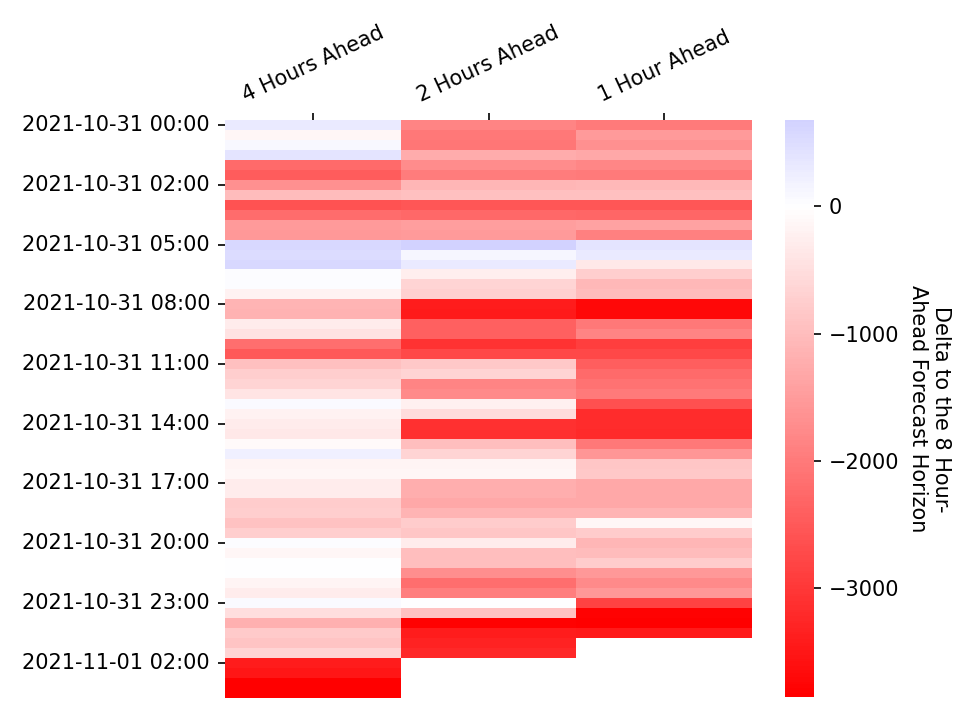 4 Hours Ahead
2 Hours Ahead
1 Hour Ahead
2021-10-31 00:00
2021-10-31 02:00
2021-10-31 05:00
2021-10-31 08:00
2021-10-31 11:00
2021-10-31 14:00
2021-10-31 17:00
2021-10-31 20:00
2021-10-31 23:00
2021-11-01 02:00
0
−1000
−2000
−3000
Delta to the 8 Hour-
Ahead Forecast Horizon